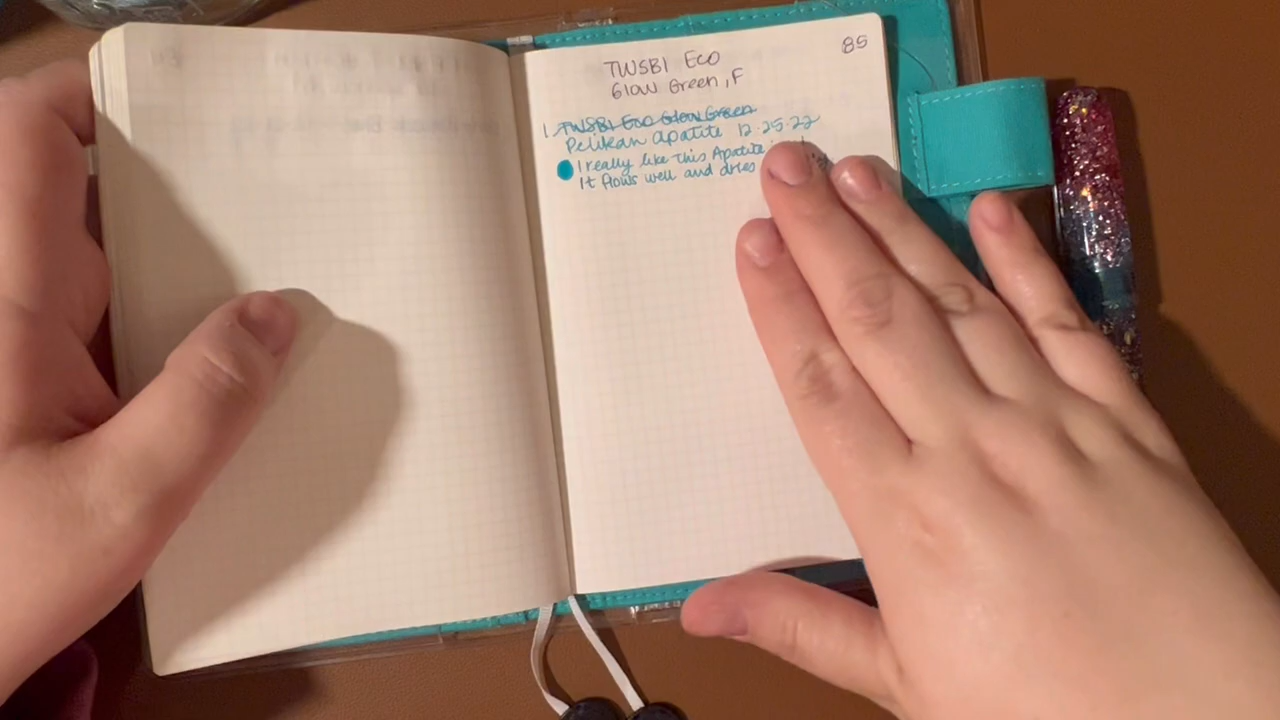 85
TWSBI Eco
Glow Green, F
1. TWSBI Eco Glow Green
Pelikan Apatite 12-25-22
I really like this Apatite
It flows well and dries